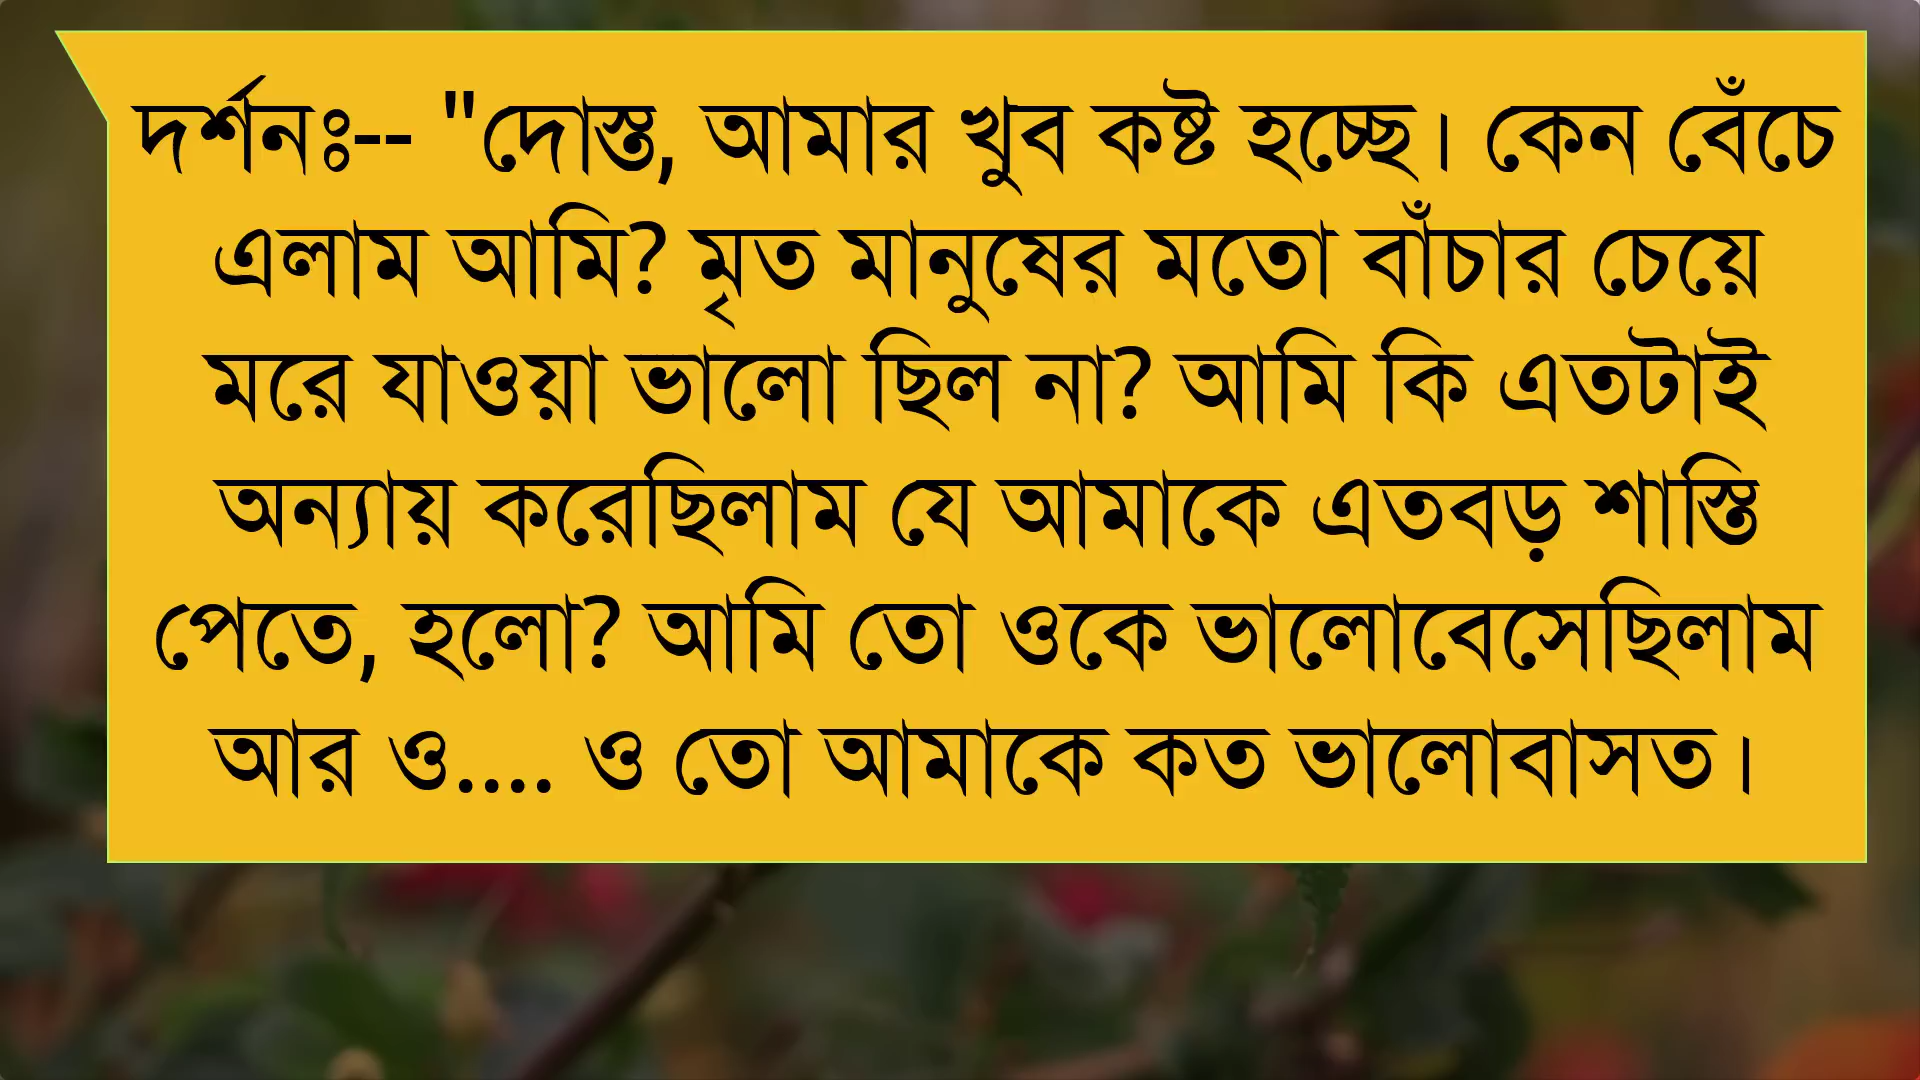 দর্শনঃ-- "দোস্ত, আমার খুব কষ্ট হচ্ছে। কেন বেঁচে
এলাম আমি? মৃত মানুষের মতো বাঁচার চেয়ে
মরে যাওয়া ভালো ছিল না? আমি কি এতটাই
অন্যায় করেছিলাম যে আমাকে এতবড় শাস্তি
পেতে, হলো? আমি তো ওকে ভালোবেসেছিলাম
আর ও.... ও তো আমাকে কত ভালোবাসত।